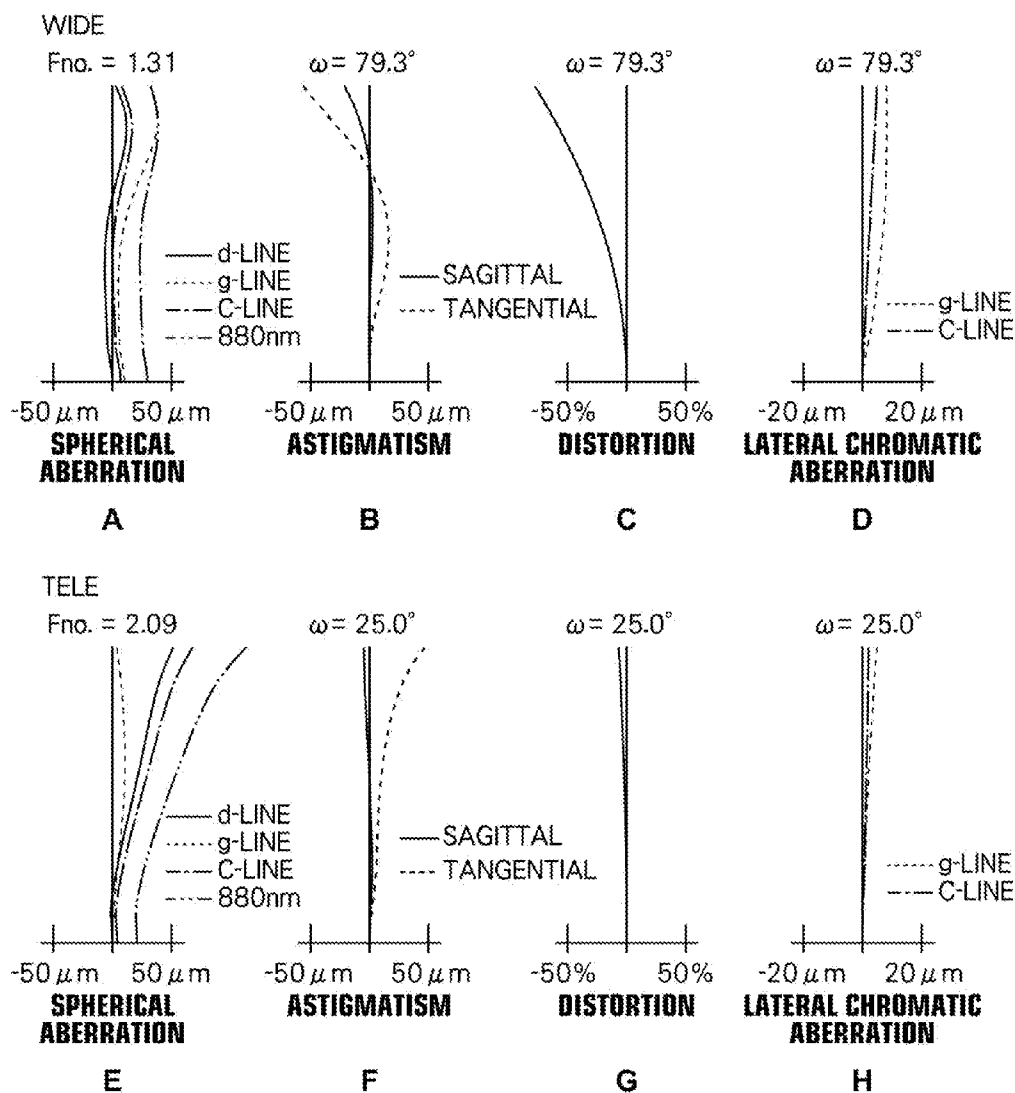 WIDE
Fno. = 1.31
ω = 79.3°
ω = 79.3°
ω = 79.3°
d-LINE
g-LINE
C-LINE
880nm
SAGITTAL
TANGENTIAL
g-LINE
C-LINE
-50 μm 50 μm
-50 μm 50 μm
-50% 50%
-20 μm 20 μm
SPHERICAL
ABERRATION
ASTIGMATISM
DISTORTION
LATERAL CHROMATIC
ABERRATION
A
B
C
D
TELE
Fno. = 2.09
ω = 25.0°
ω = 25.0°
ω = 25.0°
d-LINE
g-LINE
C-LINE
880nm
SAGITTAL
TANGENTIAL
g-LINE
C-LINE
-50 μm 50 μm
-50 μm 50 μm
-50% 50%
-20 μm 20 μm
SPHERICAL
ABERRATION
ASTIGMATISM
DISTORTION
LATERAL CHROMATIC
ABERRATION
E
F
G
H